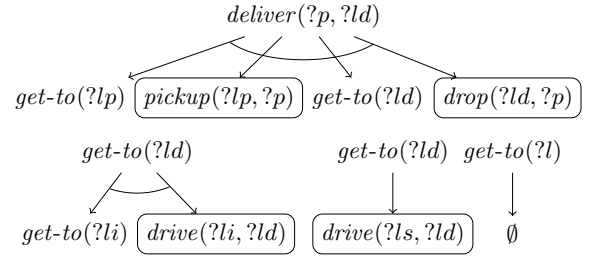 deliver(?p, ?ld)
get-to(?lp) pickup(?lp, ?p) get-to(?ld) drop(?ld, ?p)
get-to(?ld) get-to(?ld) get-to(?l)
get-to(?li) drive(?li, ?ld) drive(?ls, ?ld) ∅